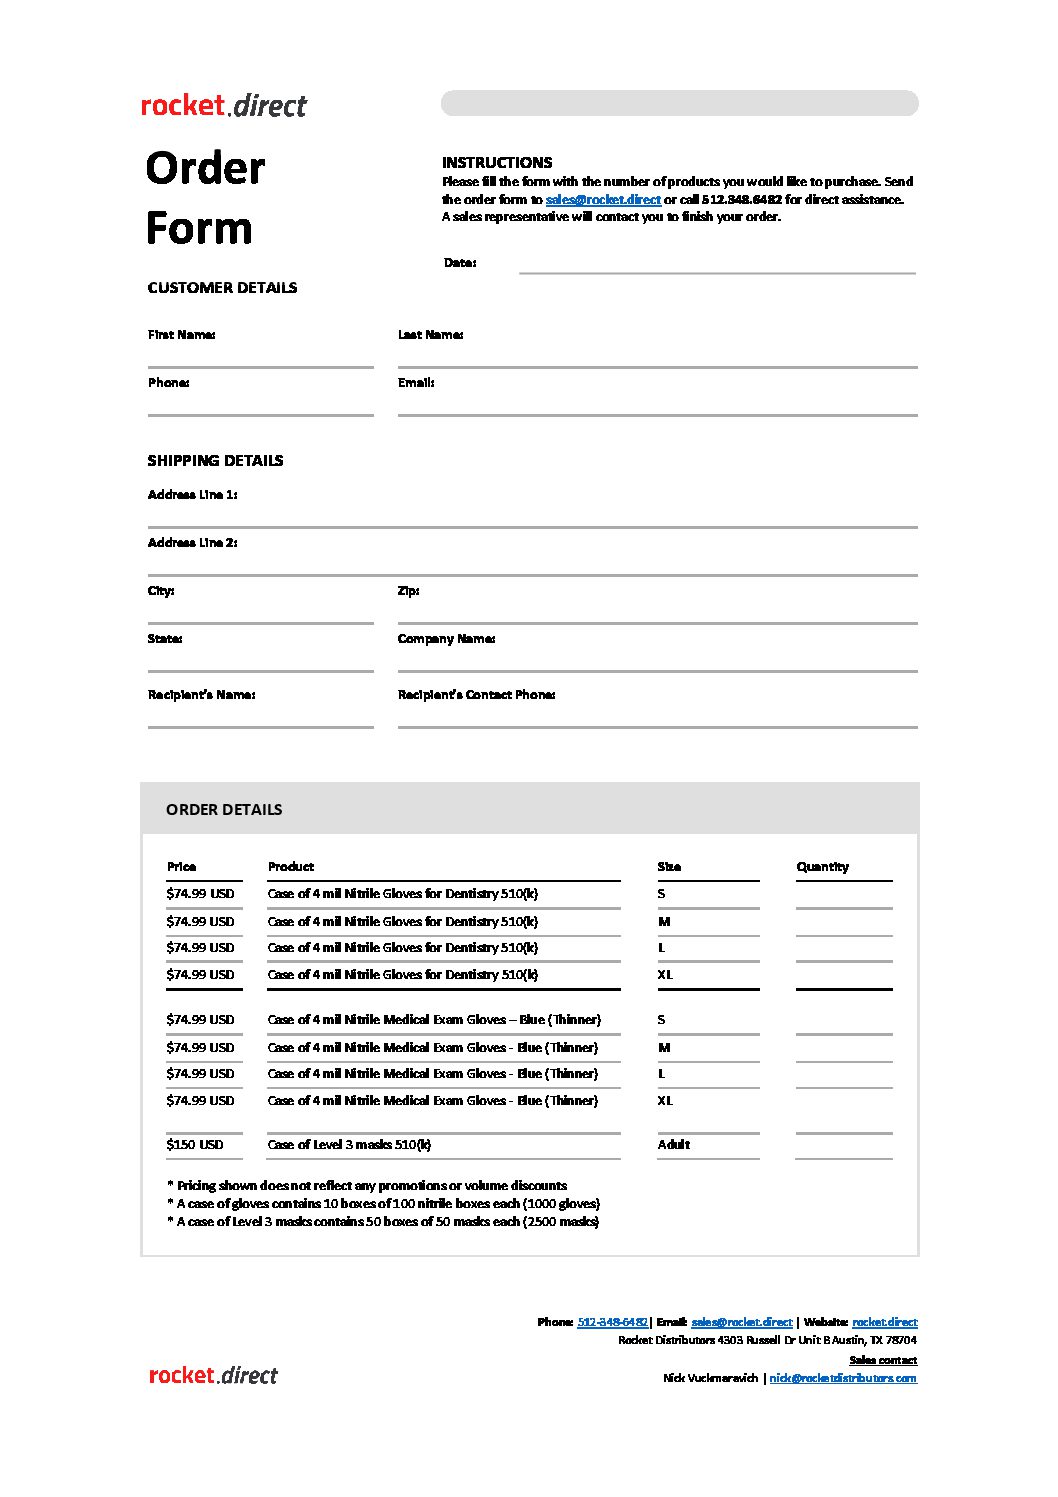 rocket.direct
Order
Form
INSTRUCTIONS
Please fill the form with the number of products you would like to purchase. Send
the order form to sales@rocket.direct or call 512.348.6482 for direct assistance.
A sales representative will contact you to finish your order.
Date:
CUSTOMER DETAILS
First Name: Last Name:
Phone: Email:
SHIPPING DETAILS
Address Line 1:
Address Line 2:
City: Zip:
State: Company Name:
Recipient's Name: Recipient's Contact Phone:
ORDER DETAILS
Price Product Size Quantity
$74.99 USD Case of 4 mil Nitrile Gloves for Dentistry 510(k) S
$74.99 USD Case of 4 mil Nitrile Gloves for Dentistry 510(k) M
$74.99 USD Case of 4 mil Nitrile Gloves for Dentistry 510(k) L
$74.99 USD Case of 4 mil Nitrile Gloves for Dentistry 510(k) XL
$74.99 USD Case of 4 mil Nitrile Medical Exam Gloves – Blue (Thinner) S
$74.99 USD Case of 4 mil Nitrile Medical Exam Gloves - Blue (Thinner) M
$74.99 USD Case of 4 mil Nitrile Medical Exam Gloves - Blue (Thinner) L
$74.99 USD Case of 4 mil Nitrile Medical Exam Gloves - Blue (Thinner) XL
$150 USD Case of Level 3 masks 510(k) Adult
* Pricing shown does not reflect any promotions or volume discounts
* A case of gloves contains 10 boxes of 100 nitrile boxes each (1000 gloves)
* A case of Level 3 masks contains 50 boxes of 50 masks each (2500 masks)
Phone: 512-348-6482| Email: sales@rocket.direct | Website: rocket.direct
Rocket Distributors 4303 Russell Dr Unit B Austin, TX 78704
Sales contact
Nick Vuckmaravich | nick@rocketdistributors.com
rocket.direct